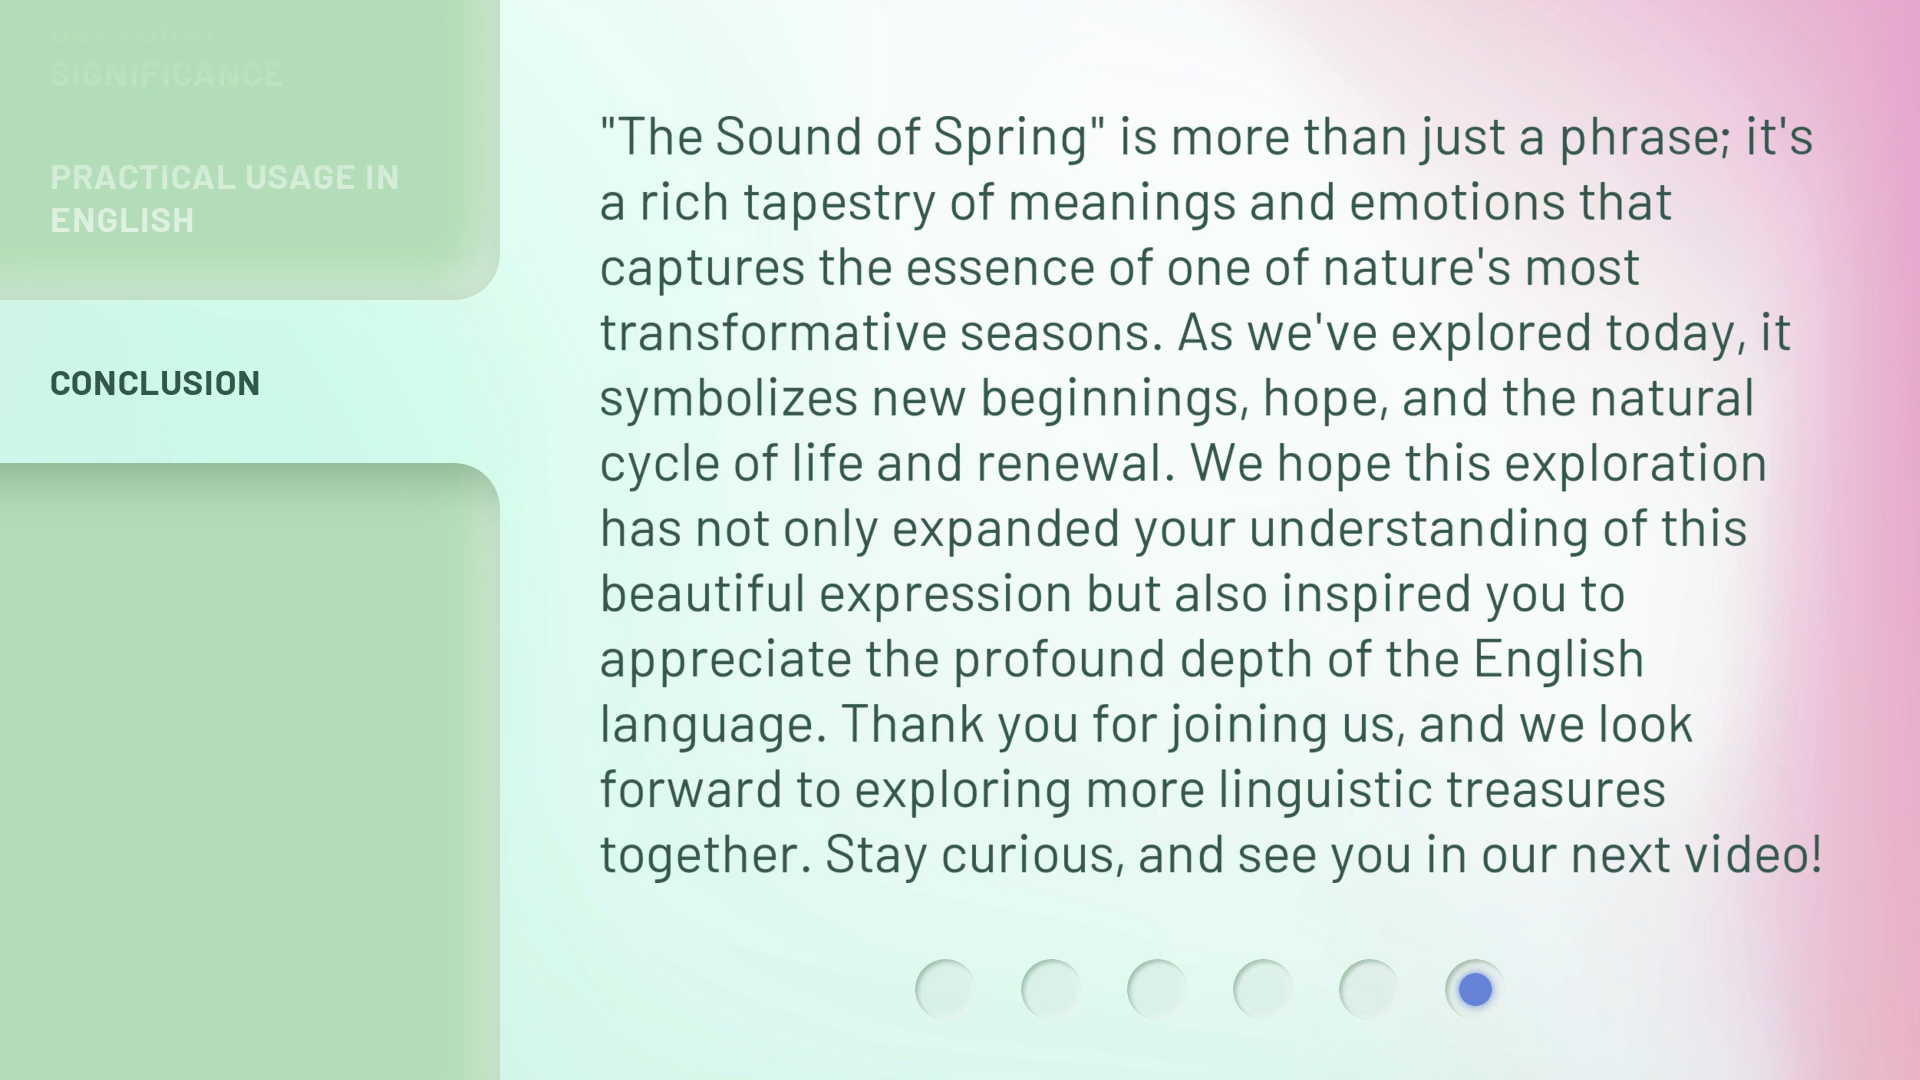 SIGNIFICANCE
PRACTICAL USAGE IN
ENGLISH
CONCLUSION
"The Sound of Spring" is more than just a phrase; it's
a rich tapestry of meanings and emotions that
captures the essence of one of nature's most
transformative seasons. As we've explored today, it
symbolizes new beginnings, hope, and the natural
cycle of life and renewal. We hope this exploration
has not only expanded your understanding of this
beautiful expression but also inspired you to
appreciate the profound depth of the English
language. Thank you for joining us, and we look
forward to exploring more linguistic treasures
together. Stay curious, and see you in our next video!